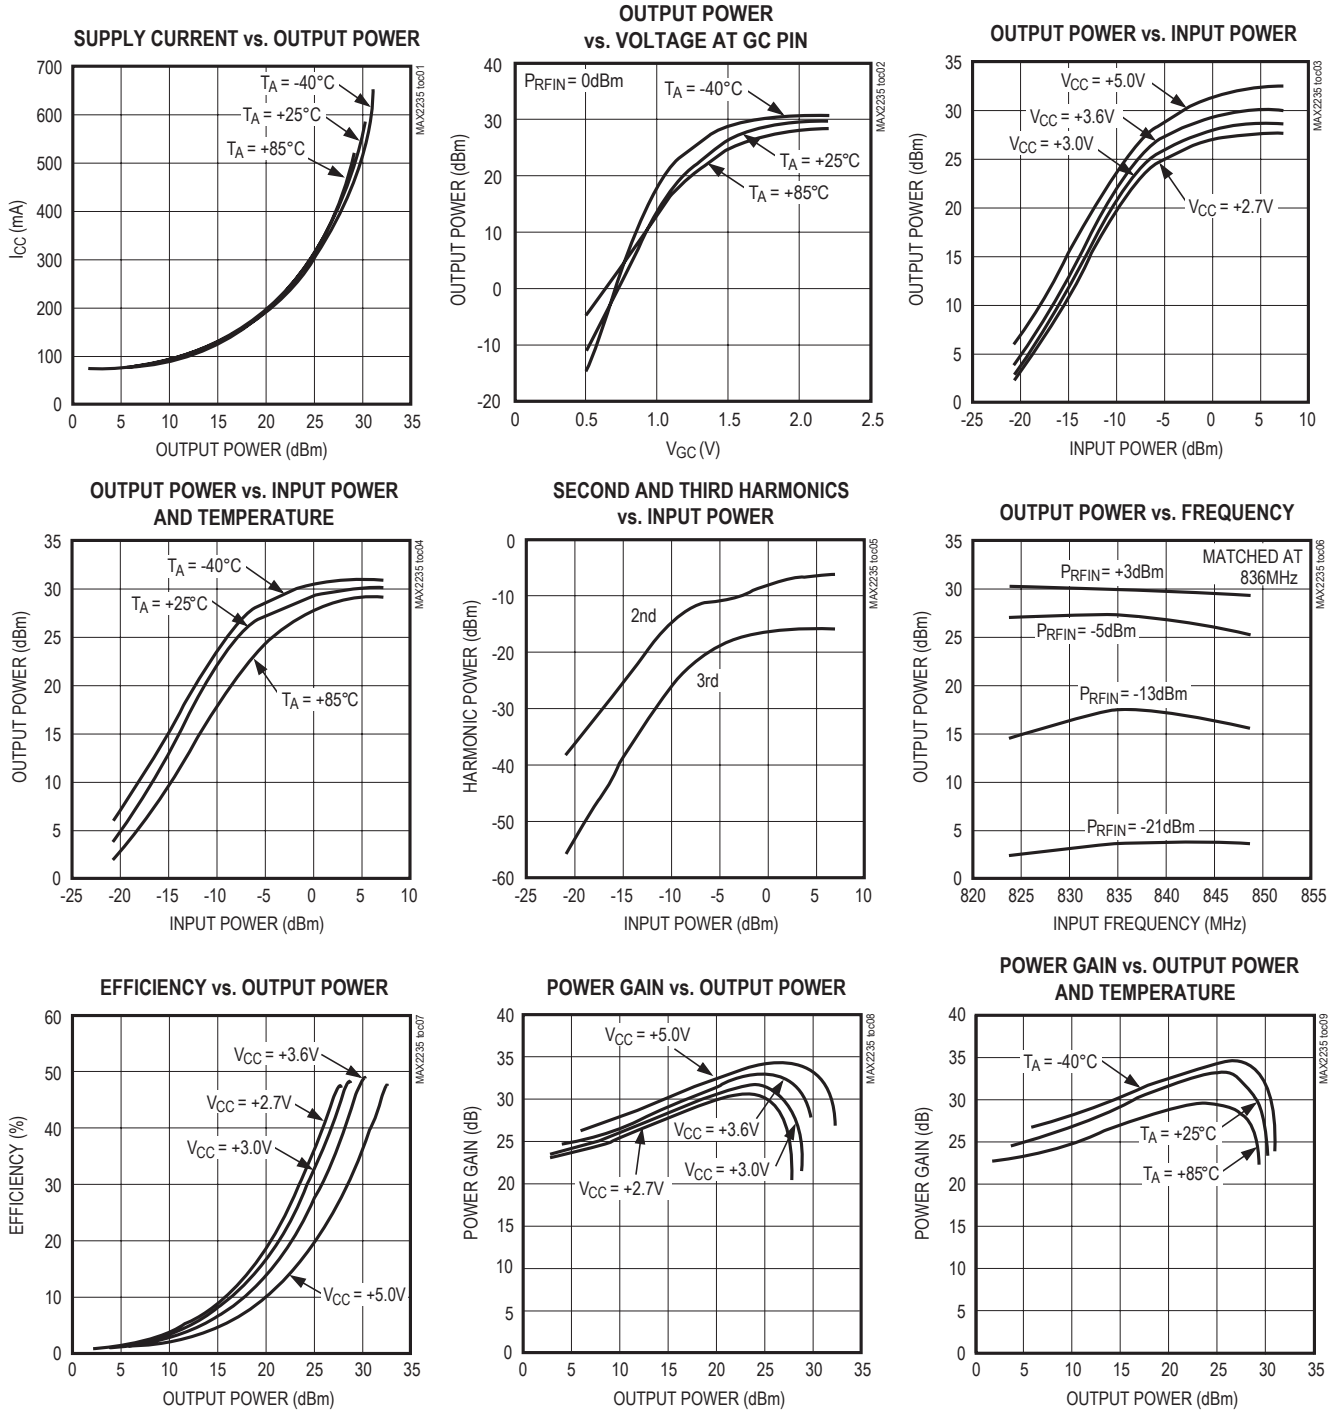 SUPPLY CURRENT vs. OUTPUT POWER
700
600
500
400
300
200
100
0
ICC (mA)
TA = -40°C
TA = +25°C
TA = +85°C
0 5 10 15 20 25 30 35
OUTPUT POWER (dBm)
MAX2235 toc01
OUTPUT POWER
vs. VOLTAGE AT GC PIN
40
30
20
10
0
-10
-20
OUTPUT POWER (dBm)
PRFIN = 0dBm
TA = -40°C
TA = +25°C
TA = +85°C
0 0.5 1.0 1.5 2.0 2.5
VGC (V)
MAX2235 toc02
OUTPUT POWER vs. INPUT POWER
35
30
25
20
15
10
5
0
OUTPUT POWER (dBm)
VCC = +5.0V
VCC = +3.6V
VCC = +3.0V
VCC = +2.7V
-25 -20 -15 -10 -5 0 5 10
INPUT POWER (dBm)
MAX2235 toc03
OUTPUT POWER vs. INPUT POWER
AND TEMPERATURE
35
30
25
20
15
10
5
0
OUTPUT POWER (dBm)
TA = -40°C
TA = +25°C
TA = +85°C
-25 -20 -15 -10 -5 0 5 10
INPUT POWER (dBm)
MAX2235 toc04
SECOND AND THIRD HARMONICS
vs. INPUT POWER
0
-10
-20
-30
-40
-50
-60
HARMONIC POWER (dBm)
2nd
3rd
-25 -20 -15 -10 -5 0 5 10
INPUT POWER (dBm)
MAX2235 toc05
OUTPUT POWER vs. FREQUENCY
35
30
25
20
15
10
5
0
OUTPUT POWER (dBm)
MATCHED AT
836MHz
PRFIN = +3dBm
PRFIN = -5dBm
PRFIN = -13dBm
PRFIN = -21dBm
820 825 830 835 840 845 850 855
INPUT FREQUENCY (MHz)
MAX2235 toc06
EFFICIENCY vs. OUTPUT POWER
60
50
40
30
20
10
0
EFFICIENCY (%)
VCC = +3.6V
VCC = +2.7V
VCC = +3.0V
VCC = +5.0V
0 5 10 15 20 25 30 35
OUTPUT POWER (dBm)
MAX2235 toc07
POWER GAIN vs. OUTPUT POWER
40
35
30
25
20
15
10
5
0
POWER GAIN (dB)
VCC = +5.0V
VCC = +3.6V
VCC = +3.0V
VCC = +2.7V
0 5 10 15 20 25 30 35
OUTPUT POWER (dBm)
MAX2235 toc08
POWER GAIN vs. OUTPUT POWER
AND TEMPERATURE
40
35
30
25
20
15
10
5
0
POWER GAIN (dB)
TA = -40°C
TA = +25°C
TA = +85°C
0 5 10 15 20 25 30 35
OUTPUT POWER (dBm)
MAX2235 toc09